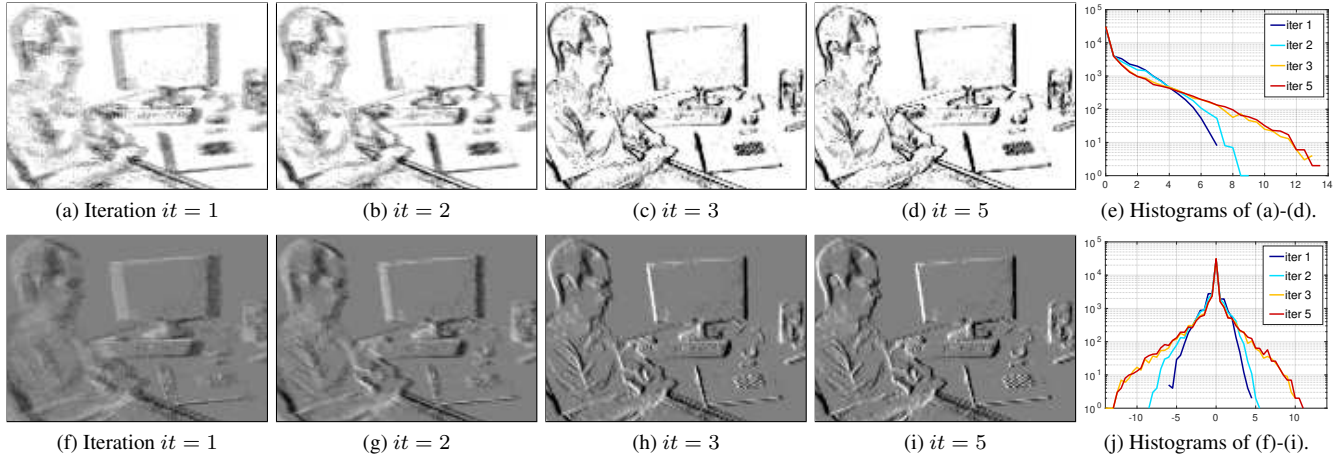 10^5
10^4
10^3
10^2
10^1
10^0
0 2 4 6 8 10 12 14
iter 1
iter 2
iter 3
iter 5
(a) Iteration it = 1
(b) it = 2
(c) it = 3
(d) it = 5
(e) Histograms of (a)-(d).
10^5
10^4
10^3
10^2
10^1
10^0
-10 -5 0 5 10
iter 1
iter 2
iter 3
iter 5
(f) Iteration it = 1
(g) it = 2
(h) it = 3
(i) it = 5
(j) Histograms of (f)-(i).